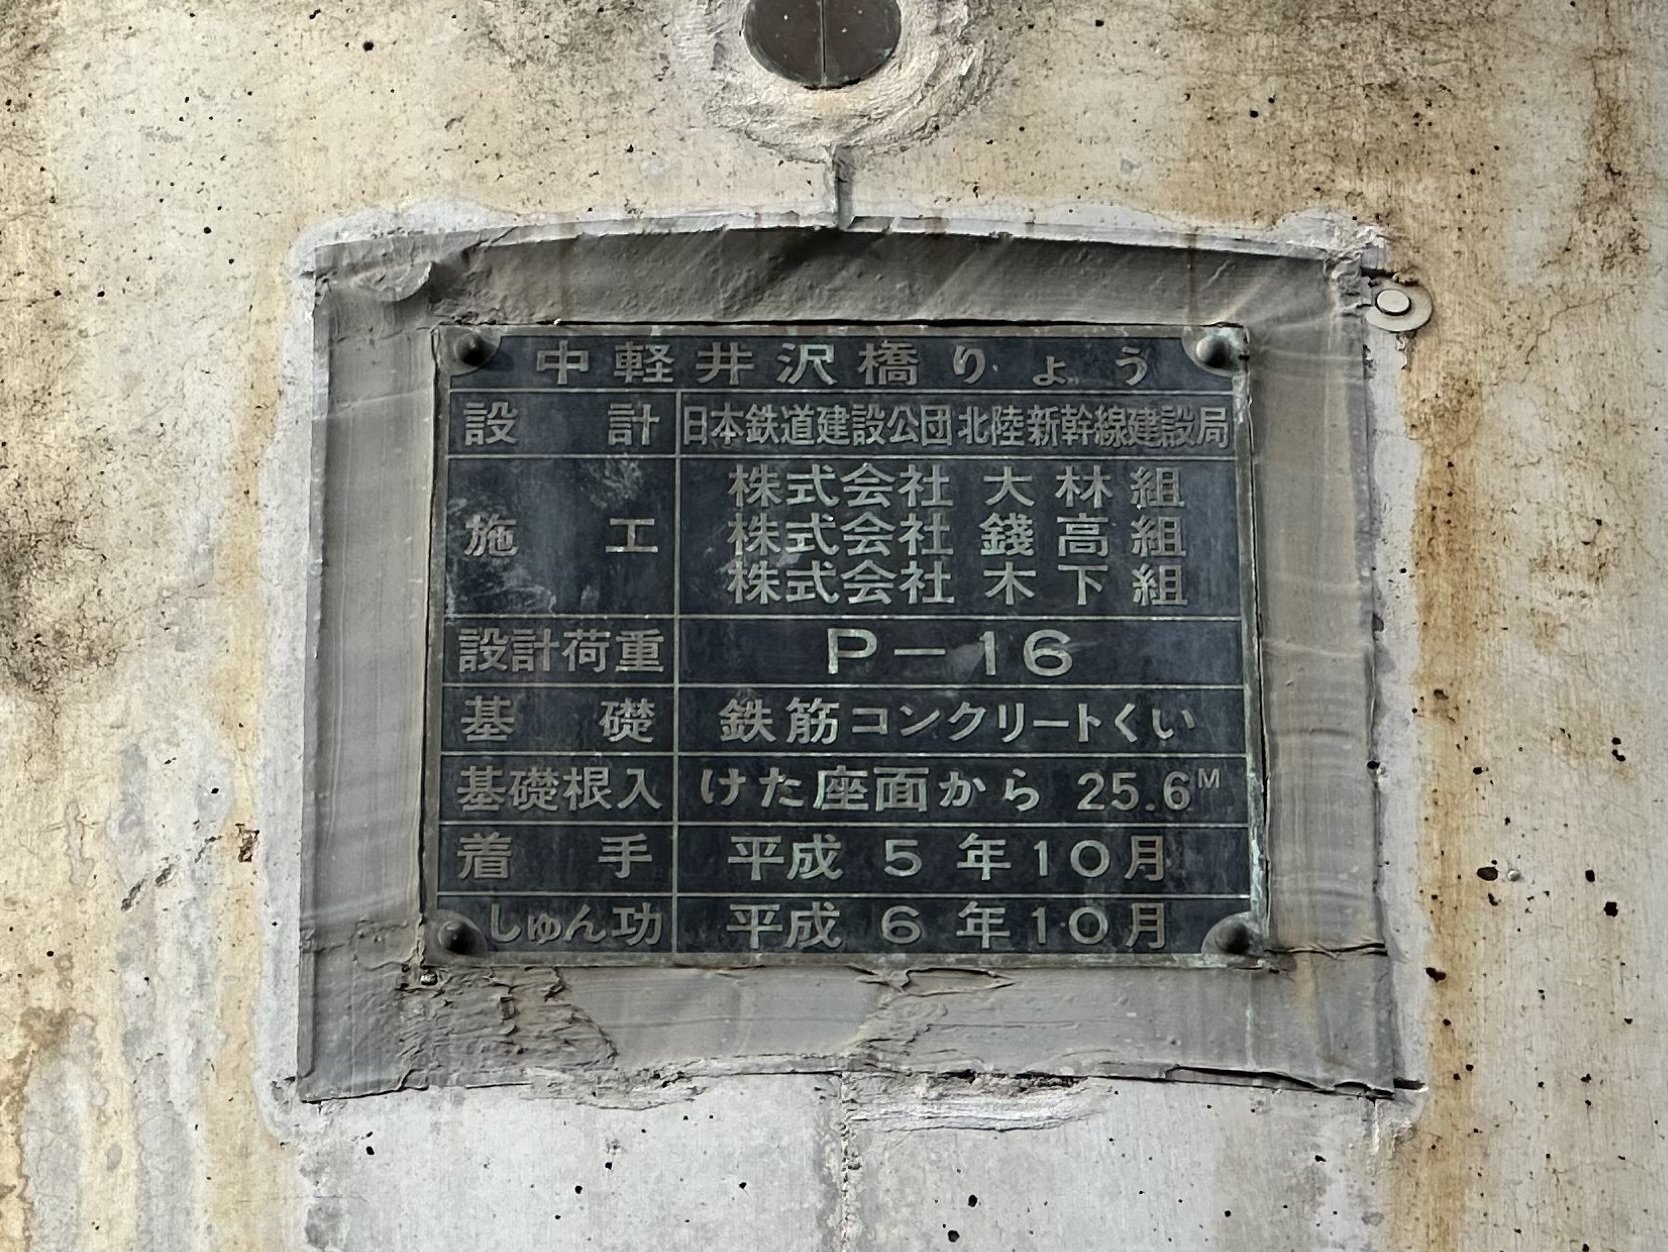 中軽井沢橋りょう
設計 日本鉄道建設公団北陸新幹線建設局
施工 株式会社 大林組
株式会社 錢高組
株式会社 木下組
設計荷重 P-16
基礎 鉄筋コンクリートくい
基礎根入 けた座面から 25.6M
着手 平成 5 年10月
しゅん功 平成 6 年10月